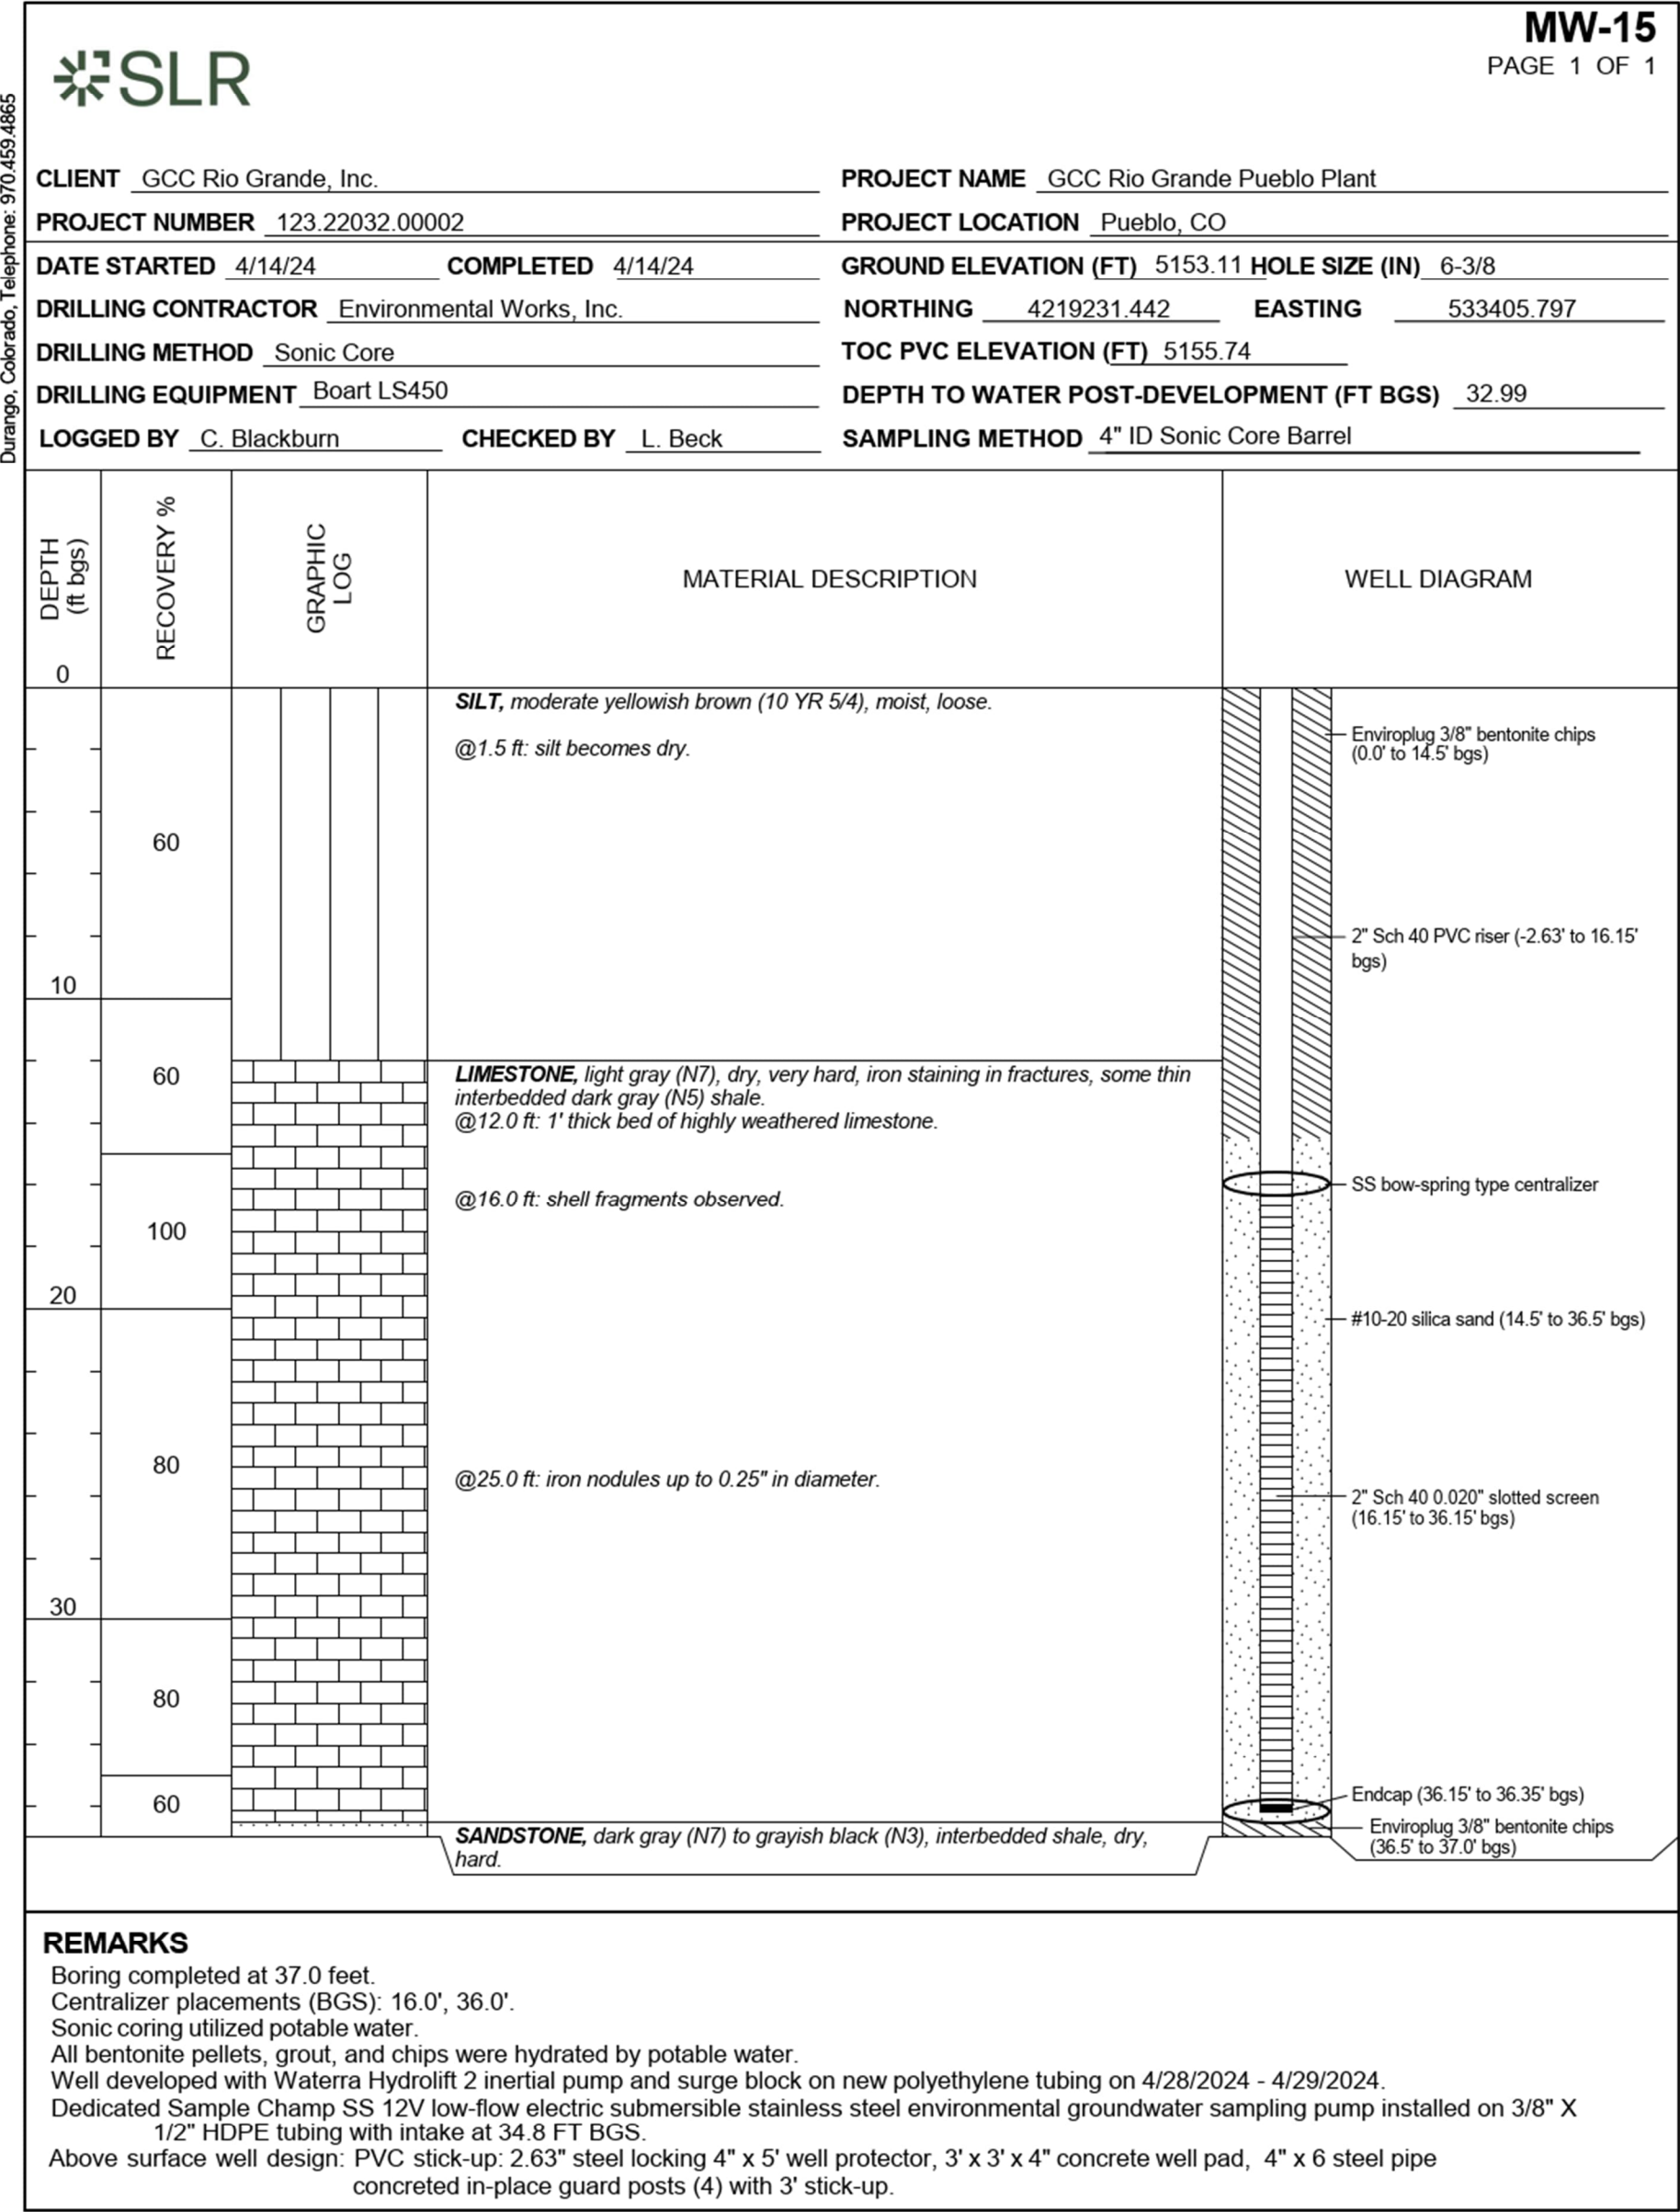 MW-15
PAGE 1 OF 1
SLR
Durango, Colorado, Telephone: 970.459.4865
CLIENT GCC Rio Grande, Inc.
PROJECT NAME GCC Rio Grande Pueblo Plant
PROJECT NUMBER 123.22032.00002
PROJECT LOCATION Pueblo, CO
DATE STARTED 4/14/24 COMPLETED 4/14/24
GROUND ELEVATION (FT) 5153.11 HOLE SIZE (IN) 6-3/8
DRILLING CONTRACTOR Environmental Works, Inc.
NORTHING 4219231.442 EASTING 533405.797
DRILLING METHOD Sonic Core
TOC PVC ELEVATION (FT) 5155.74
DRILLING EQUIPMENT Boart LS450
DEPTH TO WATER POST-DEVELOPMENT (FT BGS) 32.99
LOGGED BY C. Blackburn CHECKED BY L. Beck
SAMPLING METHOD 4" ID Sonic Core Barrel
DEPTH
(ft bgs)
RECOVERY %
GRAPHIC
LOG
MATERIAL DESCRIPTION
WELL DIAGRAM
0
SILT, moderate yellowish brown (10 YR 5/4), moist, loose.
@1.5 ft: silt becomes dry.
Enviroplug 3/8" bentonite chips
(0.0' to 14.5' bgs)
60
2" Sch 40 PVC riser (-2.63' to 16.15'
bgs)
10
60
LIMESTONE, light gray (N7), dry, very hard, iron staining in fractures, some thin
interbedded dark gray (N5) shale.
@12.0 ft: 1' thick bed of highly weathered limestone.
SS bow-spring type centralizer
@16.0 ft: shell fragments observed.
100
20
#10-20 silica sand (14.5' to 36.5' bgs)
80
@25.0 ft: iron nodules up to 0.25" in diameter.
2" Sch 40 0.020" slotted screen
(16.15' to 36.15' bgs)
30
80
Endcap (36.15' to 36.35' bgs)
60
Enviroplug 3/8" bentonite chips
(36.5' to 37.0' bgs)
SANDSTONE, dark gray (N7) to grayish black (N3), interbedded shale, dry,
hard.
REMARKS
Boring completed at 37.0 feet.
Centralizer placements (BGS): 16.0', 36.0'.
Sonic coring utilized potable water.
All bentonite pellets, grout, and chips were hydrated by potable water.
Well developed with Waterra Hydrolift 2 inertial pump and surge block on new polyethylene tubing on 4/28/2024 - 4/29/2024.
Dedicated Sample Champ SS 12V low-flow electric submersible stainless steel environmental groundwater sampling pump installed on 3/8" X
1/2" HDPE tubing with intake at 34.8 FT BGS.
Above surface well design: PVC stick-up: 2.63" steel locking 4" x 5' well protector, 3' x 3' x 4" concrete well pad, 4" x 6 steel pipe
concreted in-place guard posts (4) with 3' stick-up.